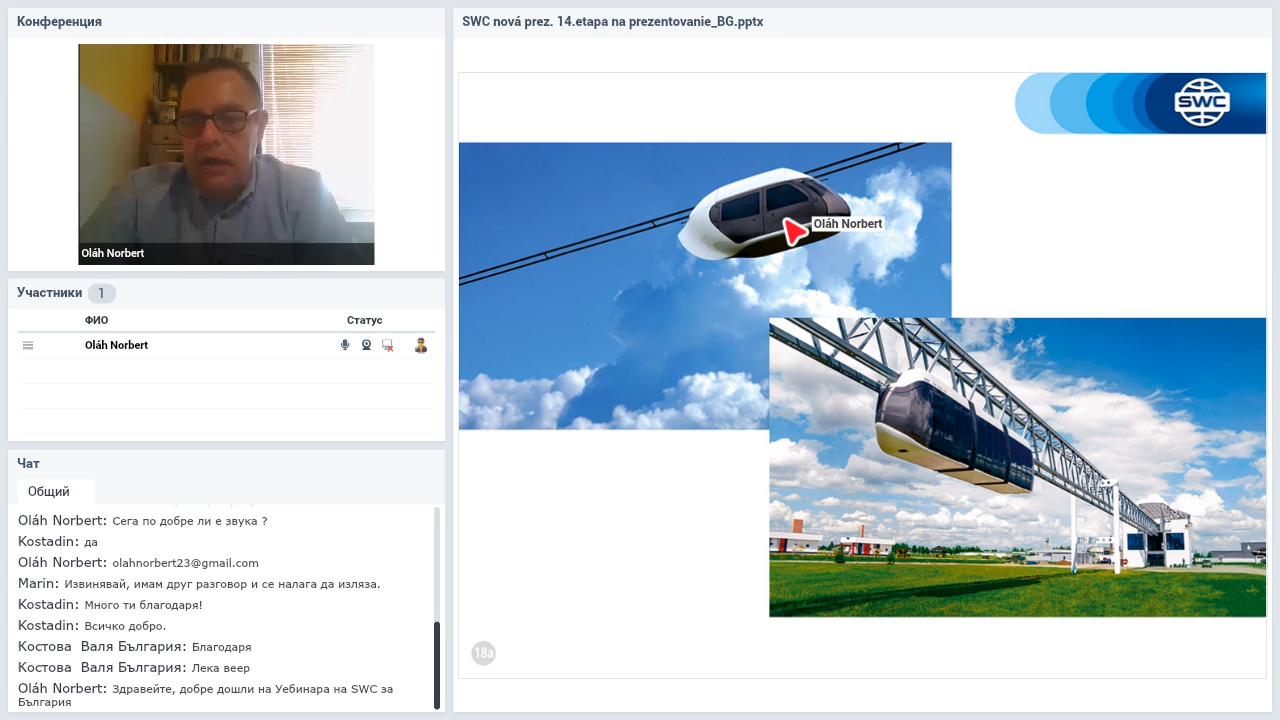 Конференция
Oláh Norbert
Участники 1
ФИО Статус
Oláh Norbert
Чат
Общий
Oláh Norbert: Сега по добре ли е звука ?
Kostadin: да
Oláh Norbert: olahnorbert23@gmail.com
Marin: Извинявай, имам друг разговор и се налага да изляза.
Kostadin: Много ти благодаря!
Kostadin: Всичко добро.
Костова Валя България: Благодаря
Костова Валя България: Лека веер
Oláh Norbert: Здравейте, добре дошли на Уебинара на SWC за
България
SWC nová prez. 14.etapa na prezentovanie_BG.pptx
SWC
Oláh Norbert
18a